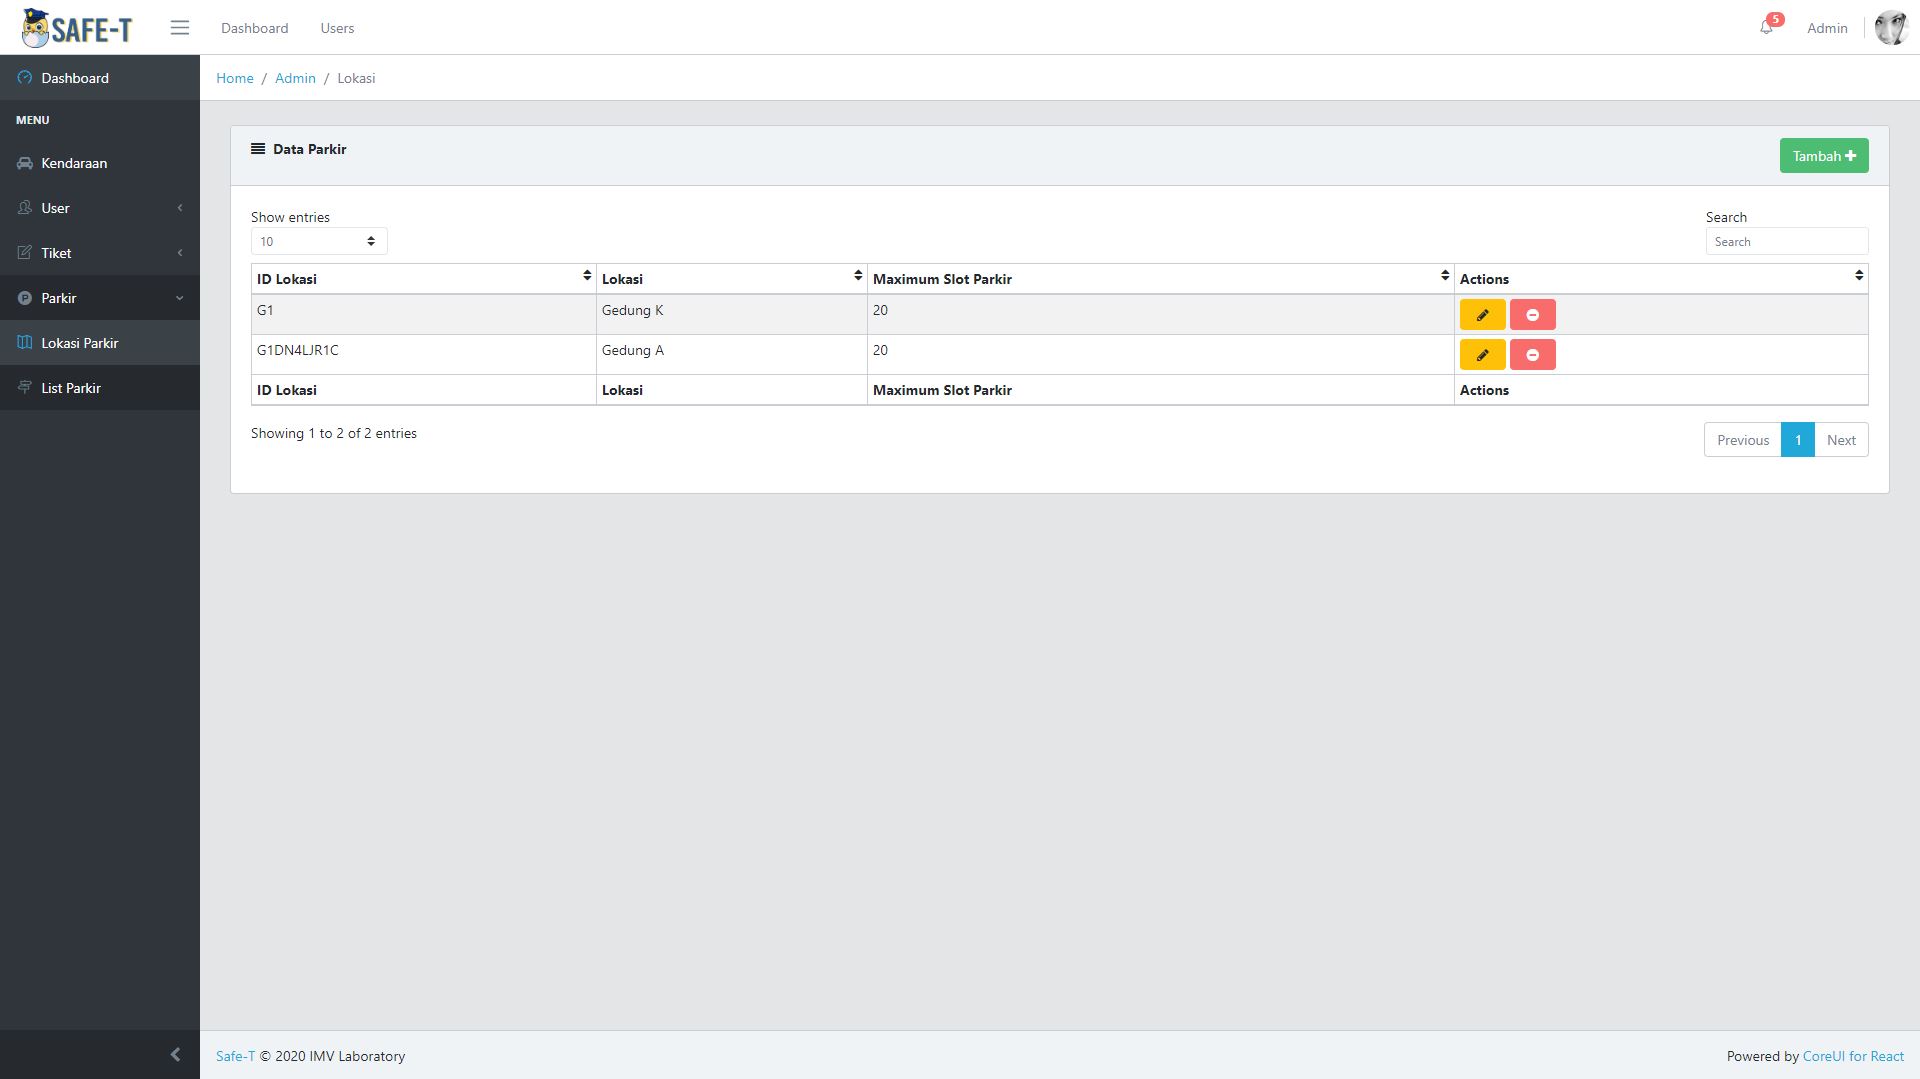 SAFE-T
Dashboard Users
5 Admin
Dashboard
Home / Admin / Lokasi
MENU
Kendaraan
User
Tiket
Parkir
Lokasi Parkir
List Parkir
Data Parkir
Tambah
Show entries
10
Search
Search
ID Lokasi Lokasi Maximum Slot Parkir Actions
G1 Gedung K 20
G1DN4LJR1C Gedung A 20
ID Lokasi Lokasi Maximum Slot Parkir Actions
Showing 1 to 2 of 2 entries
Previous 1 Next
Safe-T © 2020 IMV Laboratory
Powered by CoreUI for React